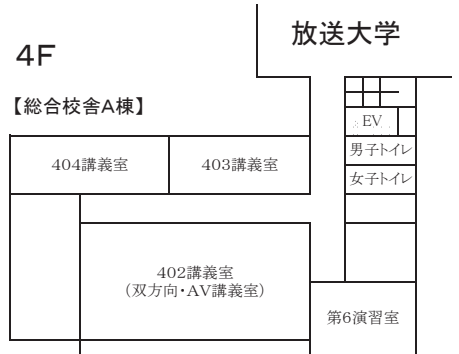 放送大学
4F
【総合校舎A棟】
EV
男子トイレ
404講義室
403講義室
女子トイレ
402講義室
(双方向・AV講義室)
第6演習室